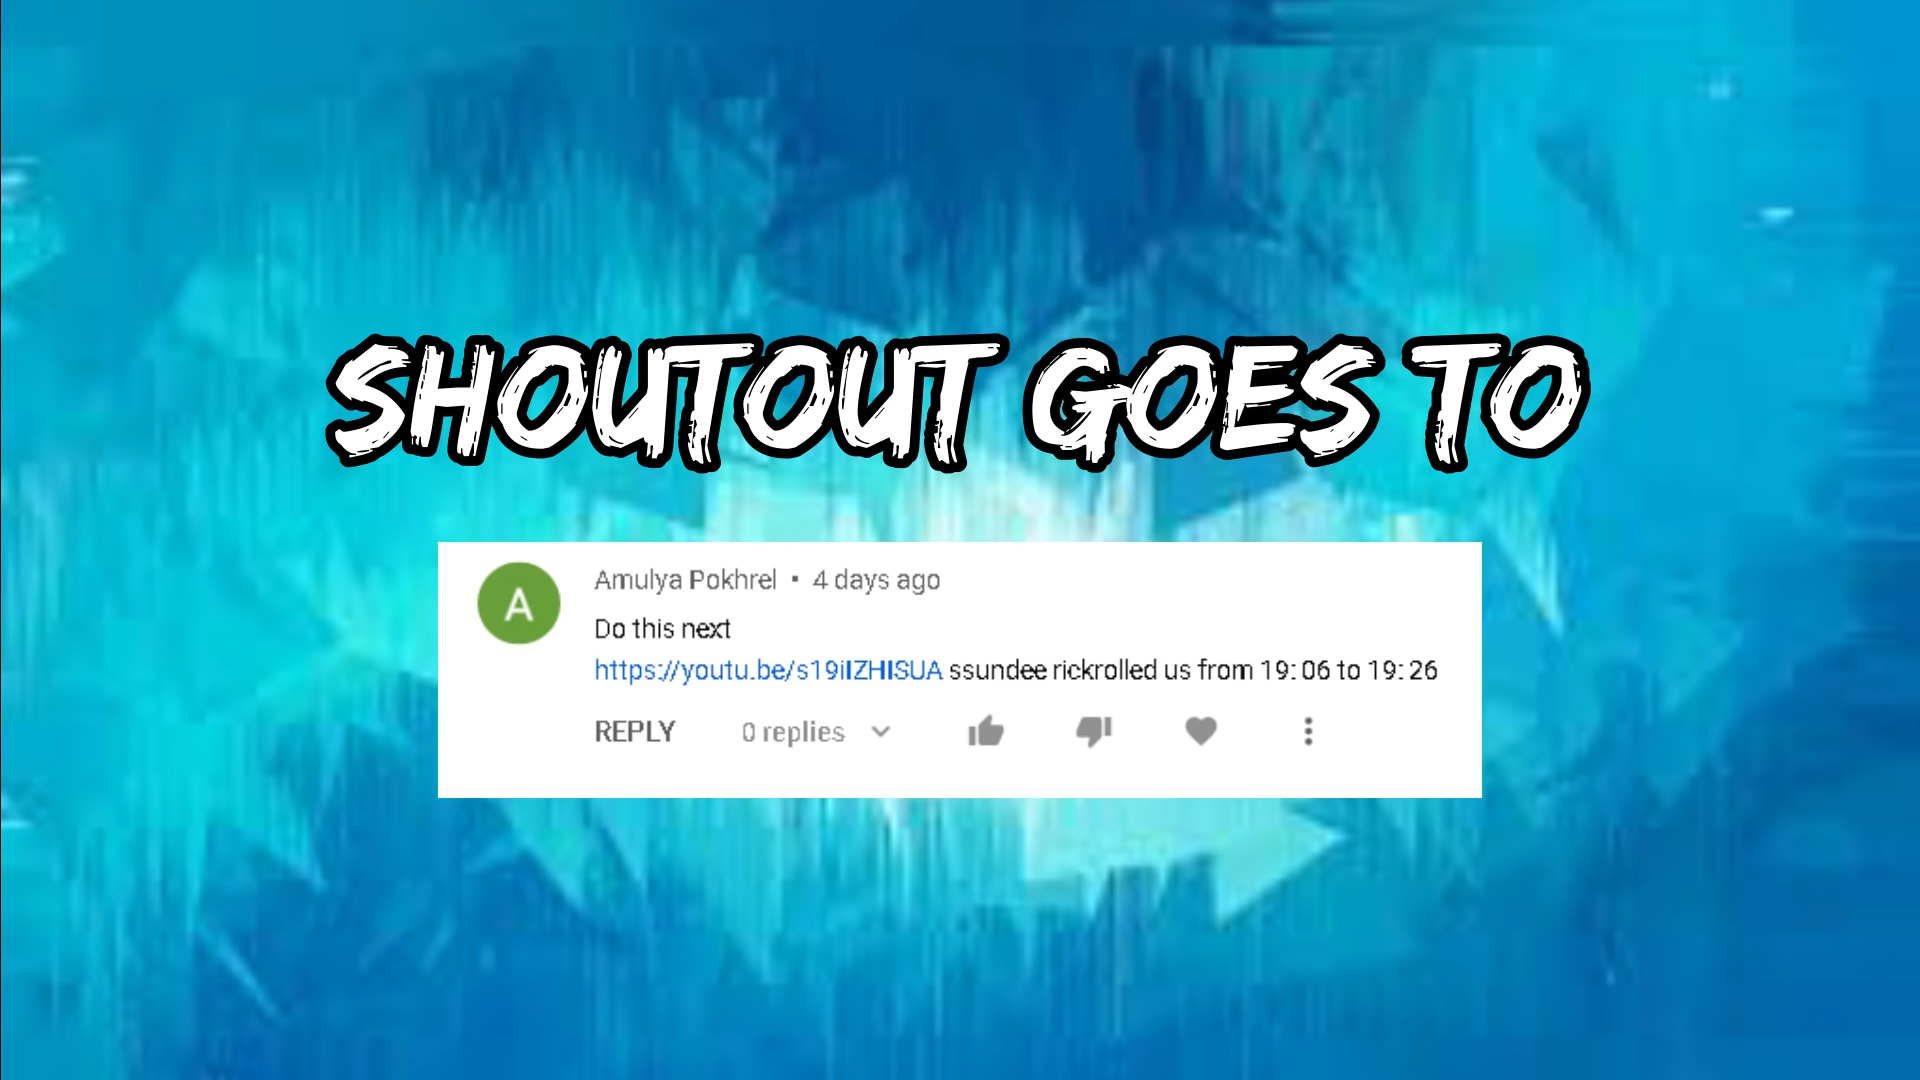 SHOUTOUT GOES TO
A
Amulya Pokhrel • 4 days ago
Do this next
https://youtu.be/s19iIZHISUA ssundee rickrolled us from 19:06 to 19:26
REPLY 0 replies